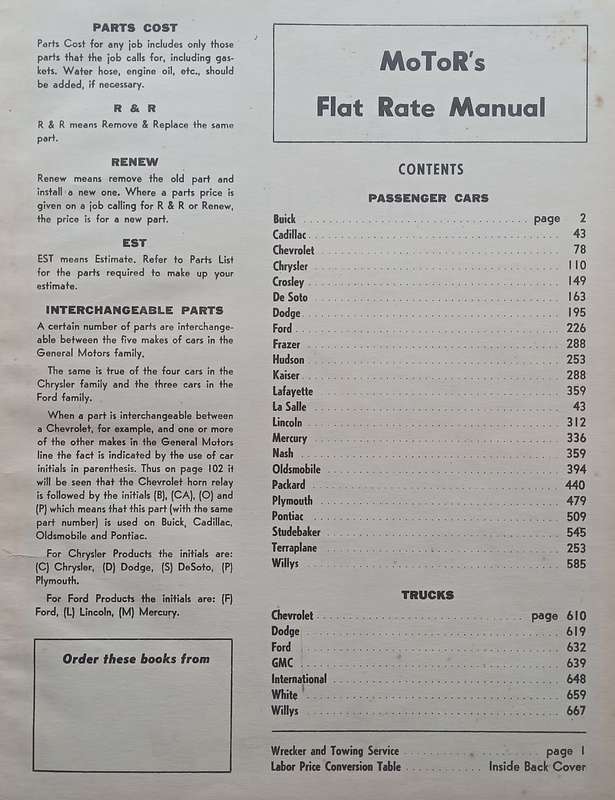 PARTS COST
Parts Cost for any job includes only those
parts that the job calls for, including gas-
kets. Water hose, engine oil, etc., should
be added, if necessary.
R & R
R & R means Remove & Replace the same
part.
RENEW
Renew means remove the old part and
install a new one. Where a parts price is
given on a job calling for R & R or Renew,
the price is for a new part.
EST
EST means Estimate. Refer to Parts List
for the parts required to make up your
estimate.
INTERCHANGEABLE PARTS
A certain number of parts are interchange-
able between the five makes of cars in the
General Motors family.
The same is true of the four cars in the
Chrysler family and the three cars in the
Ford family.
When a part is interchangeable between
a Chevrolet, for example, and one or more
of the other makes in the General Motors
line the fact is indicated by the use of car
initials in parenthesis. Thus on page 102 it
will be seen that the Chevrolet horn relay
is followed by the initials (B), (CA), (O) and
(P) which means that this part (with the same
part number) is used on Buick, Cadillac,
Oldsmobile and Pontiac.
For Chrysler Products the initials are:
(C) Chrysler, (D) Dodge, (S) DeSoto, (P)
Plymouth.
For Ford Products the initials are: (F)
Ford, (L) Lincoln, (M) Mercury.
Order these books from
MoToR's
Flat Rate Manual
CONTENTS
PASSENGER CARS
Buick page 2
Cadillac 43
Chevrolet 78
Chrysler 110
Crosley 149
De Soto 163
Dodge 195
Ford 226
Frazer 288
Hudson 253
Kaiser 288
Lafayette 359
La Salle 43
Lincoln 312
Mercury 336
Nash 359
Oldsmobile 394
Packard 440
Plymouth 479
Pontiac 509
Studebaker 545
Terraplane 253
Willys 585
TRUCKS
Chevrolet page 610
Dodge 619
Ford 632
GMC 639
International 648
White 659
Willys 667
Wrecker and Towing Service page 1
Labor Price Conversion Table Inside Back Cover